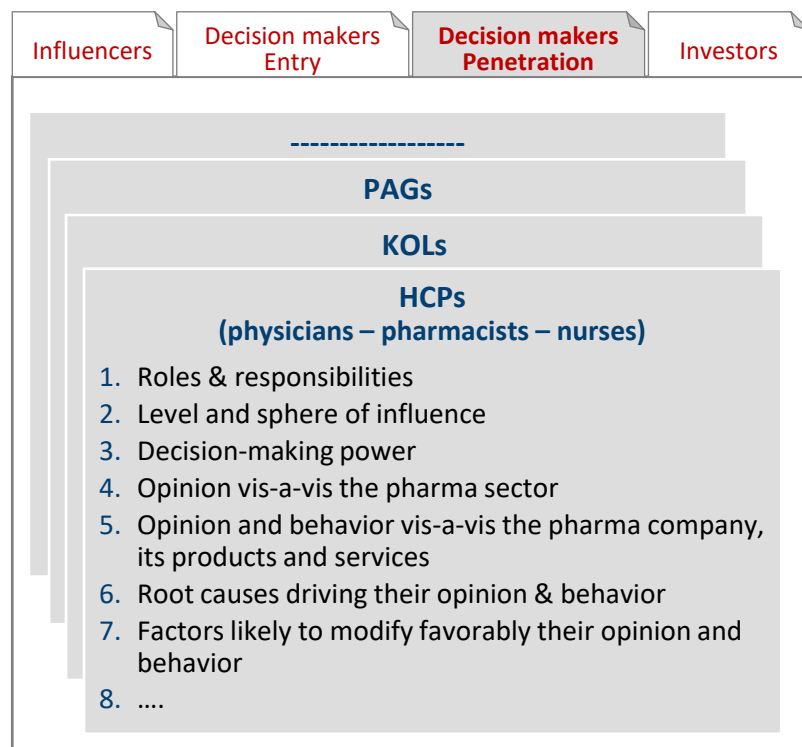 Influencers
Decision makers
Entry
Decision makers
Penetration
Investors
------------------
PAGs
KOLs
HCPs
(physicians – pharmacists – nurses)
1. Roles & responsibilities
2. Level and sphere of influence
3. Decision-making power
4. Opinion vis-a-vis the pharma sector
5. Opinion and behavior vis-a-vis the pharma company,
its products and services
6. Root causes driving their opinion & behavior
7. Factors likely to modify favorably their opinion and
behavior
8. ….